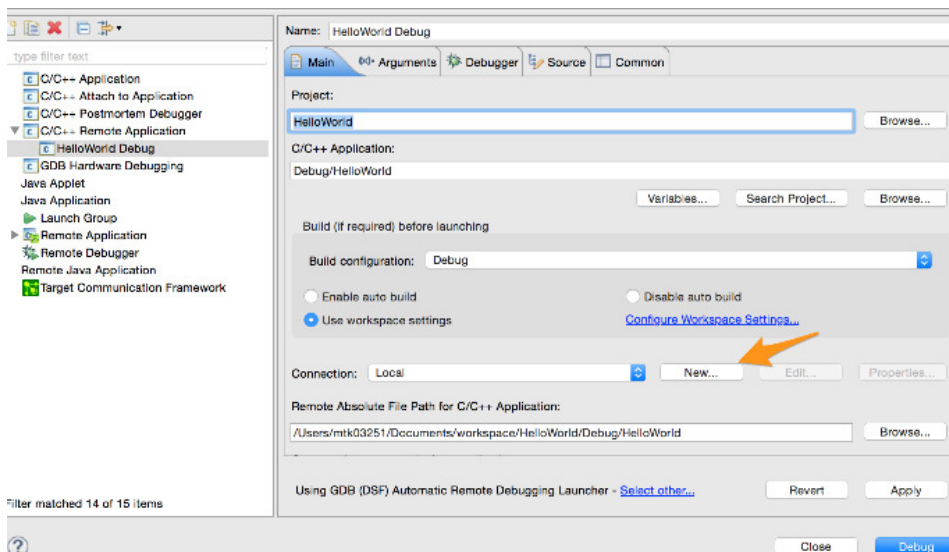 type filter text
C/C++ Application
C/C++ Attach to Application
C/C++ Postmortem Debugger
C/C++ Remote Application
HelloWorld Debug
GDB Hardware Debugging
Java Applet
Java Application
Launch Group
Remote Application
Remote Debugger
Remote Java Application
Target Communication Framework
Filter matched 14 of 15 items
Name: HelloWorld Debug
Main Arguments Debugger Source Common
Project:
HelloWorld Browse...
C/C++ Application:
Debug/HelloWorld
Variables... Search Project... Browse...
Build (if required) before launching
Build configuration: Debug
Enable auto build Disable auto build
Use workspace settings Configure Workspace Settings...
Connection: Local New... Edit... Properties...
Remote Absolute File Path for C/C++ Application:
/Users/mtk03251/Documents/workspace/HelloWorld/Debug/HelloWorld Browse...
Using GDB (DSF) Automatic Remote Debugging Launcher - Select other... Revert Apply
Close Debug